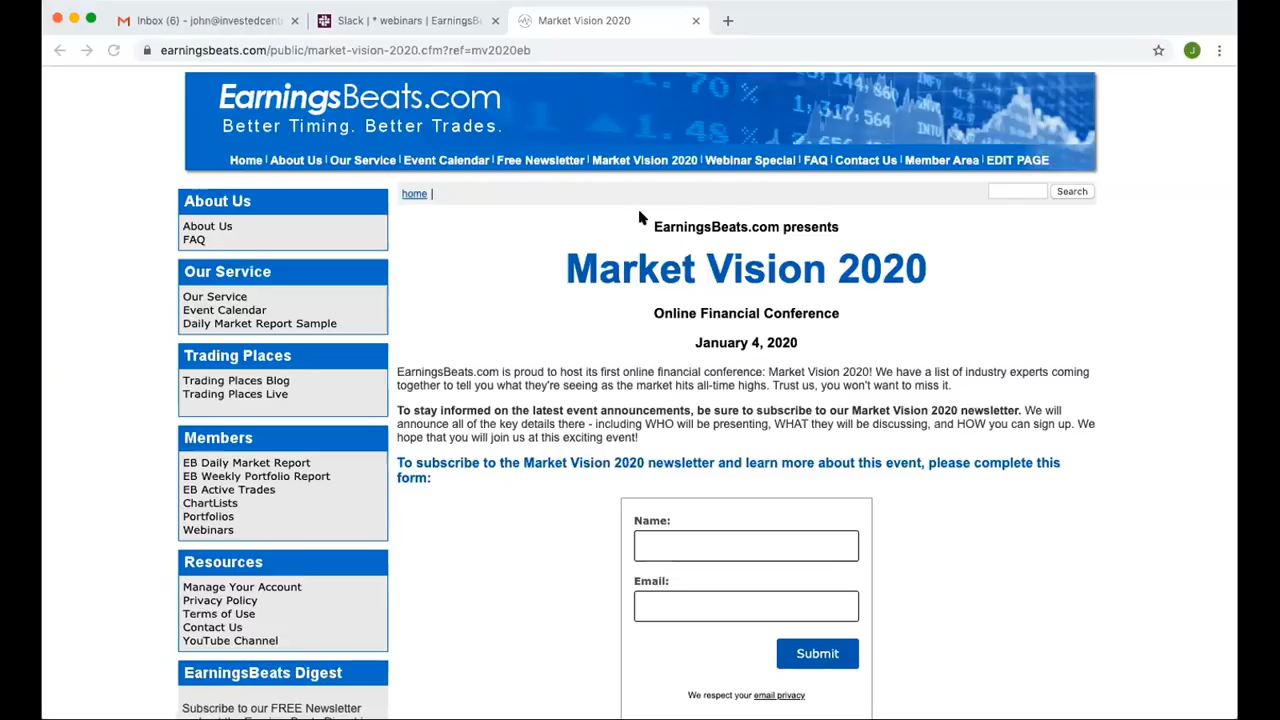 Inbox (6) - john@investedcent
Slack | * webinars | EarningsBe
Market Vision 2020
earningsbeats.com/public/market-vision-2020.cfm?ref=mv2020eb
J
EarningsBeats.com
Better Timing. Better Trades.
Home | About Us | Our Service | Event Calendar | Free Newsletter | Market Vision 2020 | Webinar Special | FAQ | Contact Us | Member Area | EDIT PAGE
About Us
About Us
FAQ
Our Service
Our Service
Event Calendar
Daily Market Report Sample
Trading Places
Trading Places Blog
Trading Places Live
Members
EB Daily Market Report
EB Weekly Portfolio Report
EB Active Trades
ChartLists
Portfolios
Webinars
Resources
Manage Your Account
Privacy Policy
Terms of Use
Contact Us
YouTube Channel
EarningsBeats Digest
Subscribe to our FREE Newsletter
home |
Search
EarningsBeats.com presents
Market Vision 2020
Online Financial Conference
January 4, 2020
EarningsBeats.com is proud to host its first online financial conference: Market Vision 2020! We have a list of industry experts coming
together to tell you what they're seeing as the market hits all-time highs. Trust us, you won't want to miss it.
To stay informed on the latest event announcements, be sure to subscribe to our Market Vision 2020 newsletter. We will
announce all of the key details there - including WHO will be presenting, WHAT they will be discussing, and HOW you can sign up. We
hope that you will join us at this exciting event!
To subscribe to the Market Vision 2020 newsletter and learn more about this event, please complete this
form:
Name:
Email:
Submit
We respect your email privacy